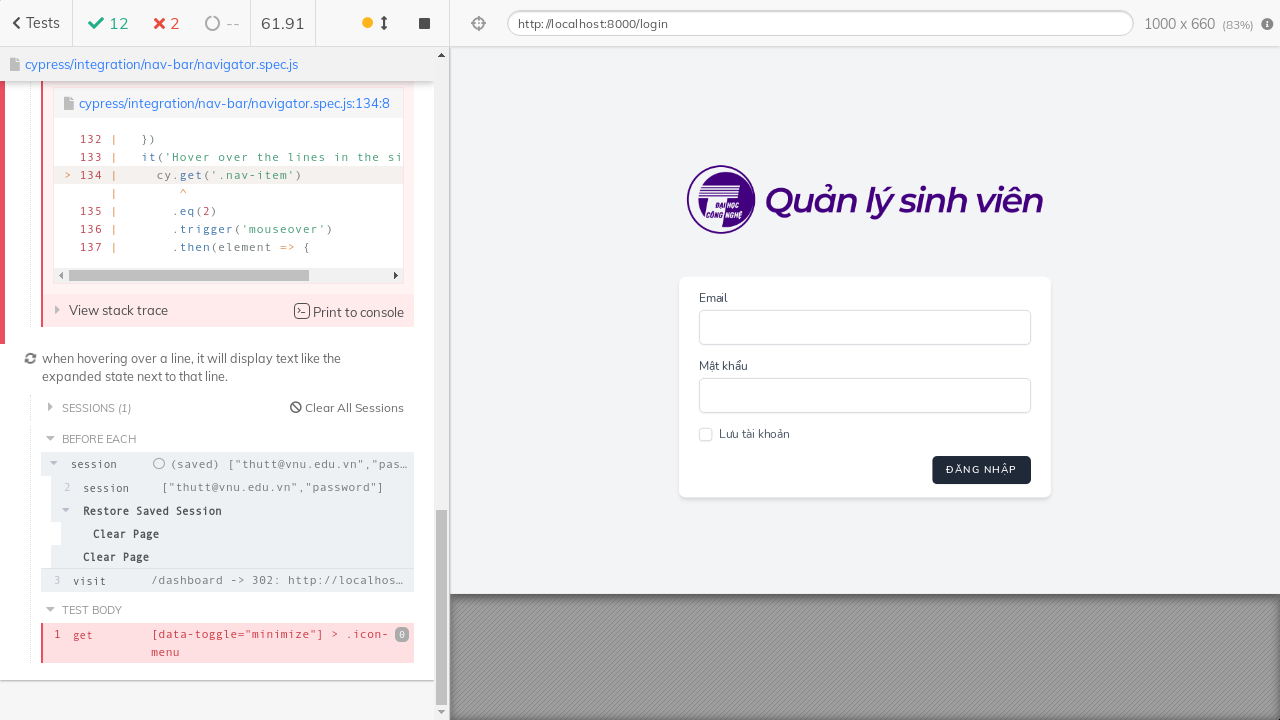 Tests
12
2
--
61.91
http://localhost:8000/login
1000 x 660 (83%)
cypress/integration/nav-bar/navigator.spec.js
cypress/integration/nav-bar/navigator.spec.js:134:8
132 |   })
133 |   it('Hover over the lines in the si
> 134 |     cy.get('.nav-item')
|        ^
135 |       .eq(2)
136 |       .trigger('mouseover')
137 |       .then(element => {
View stack trace
Print to console
when hovering over a line, it will display text like the
expanded state next to that line.
SESSIONS (1)
Clear All Sessions
BEFORE EACH
session (saved) ["thutt@vnu.edu.vn","pas…
2 session ["thutt@vnu.edu.vn","password"]
Restore Saved Session
Clear Page
Clear Page
3 visit /dashboard -> 302: http://localhos…
TEST BODY
1 get [data-toggle="minimize"] > .icon- 0
menu
ĐẠI HỌC
CÔNG NGHỆ
Quản lý sinh viên
Email
Mật khẩu
Lưu tài khoản
ĐĂNG NHẬP